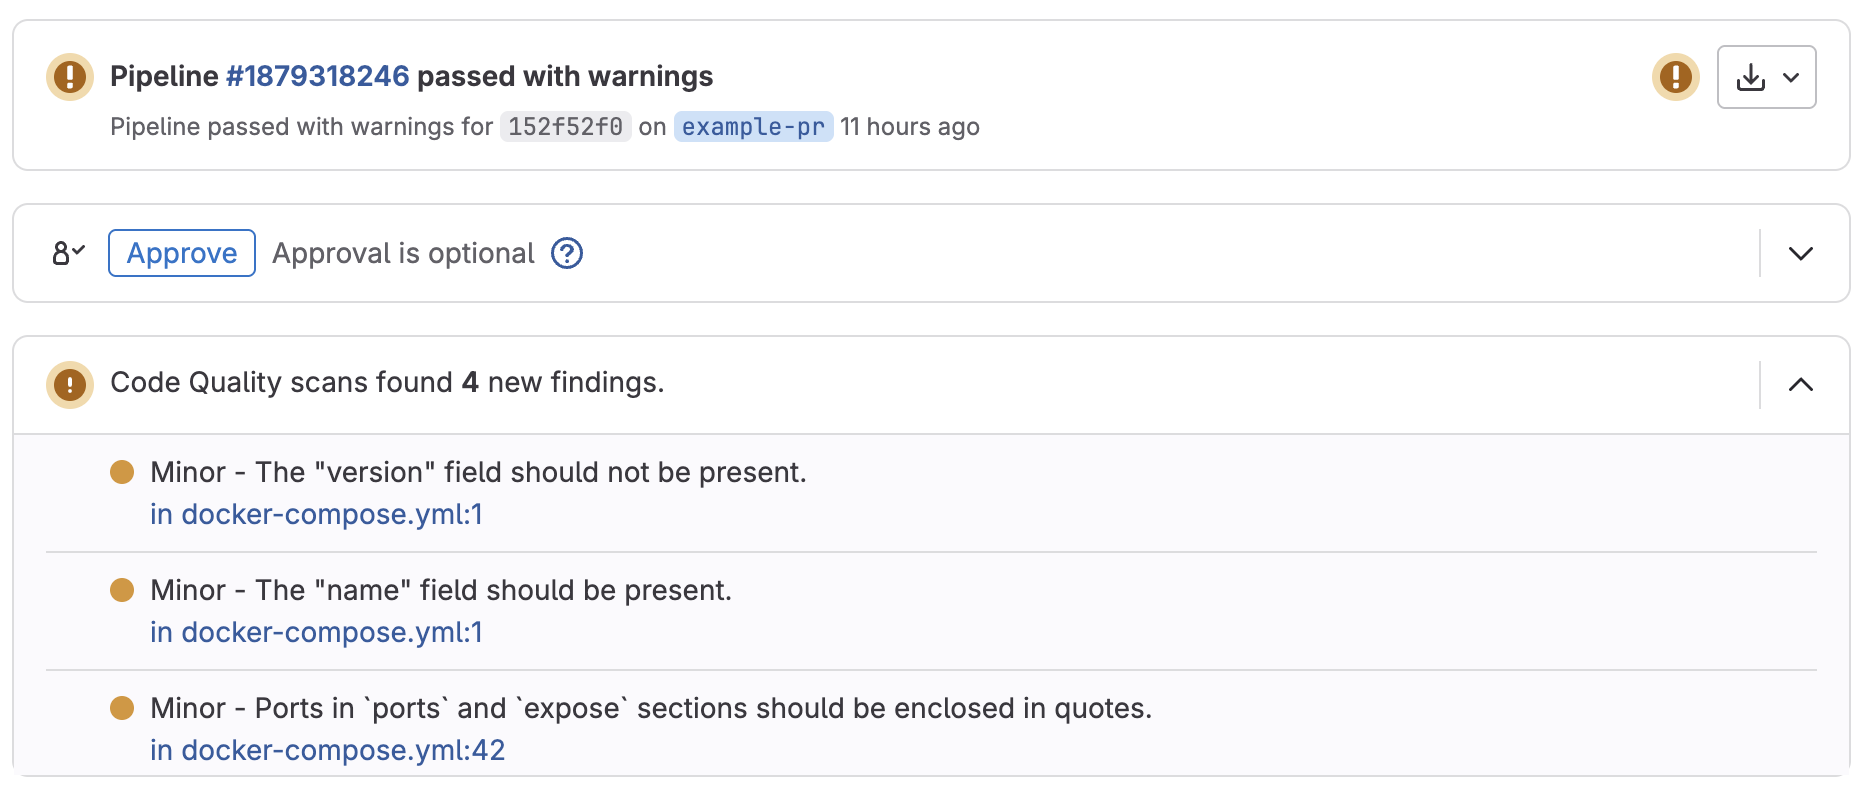 Pipeline #1879318246 passed with warnings
Pipeline passed with warnings for 152f52f0 on example-pr 11 hours ago
Approve Approval is optional
Code Quality scans found 4 new findings.
Minor - The "version" field should not be present.
in docker-compose.yml:1
Minor - The "name" field should be present.
in docker-compose.yml:1
Minor - Ports in `ports` and `expose` sections should be enclosed in quotes.
in docker-compose.yml:42